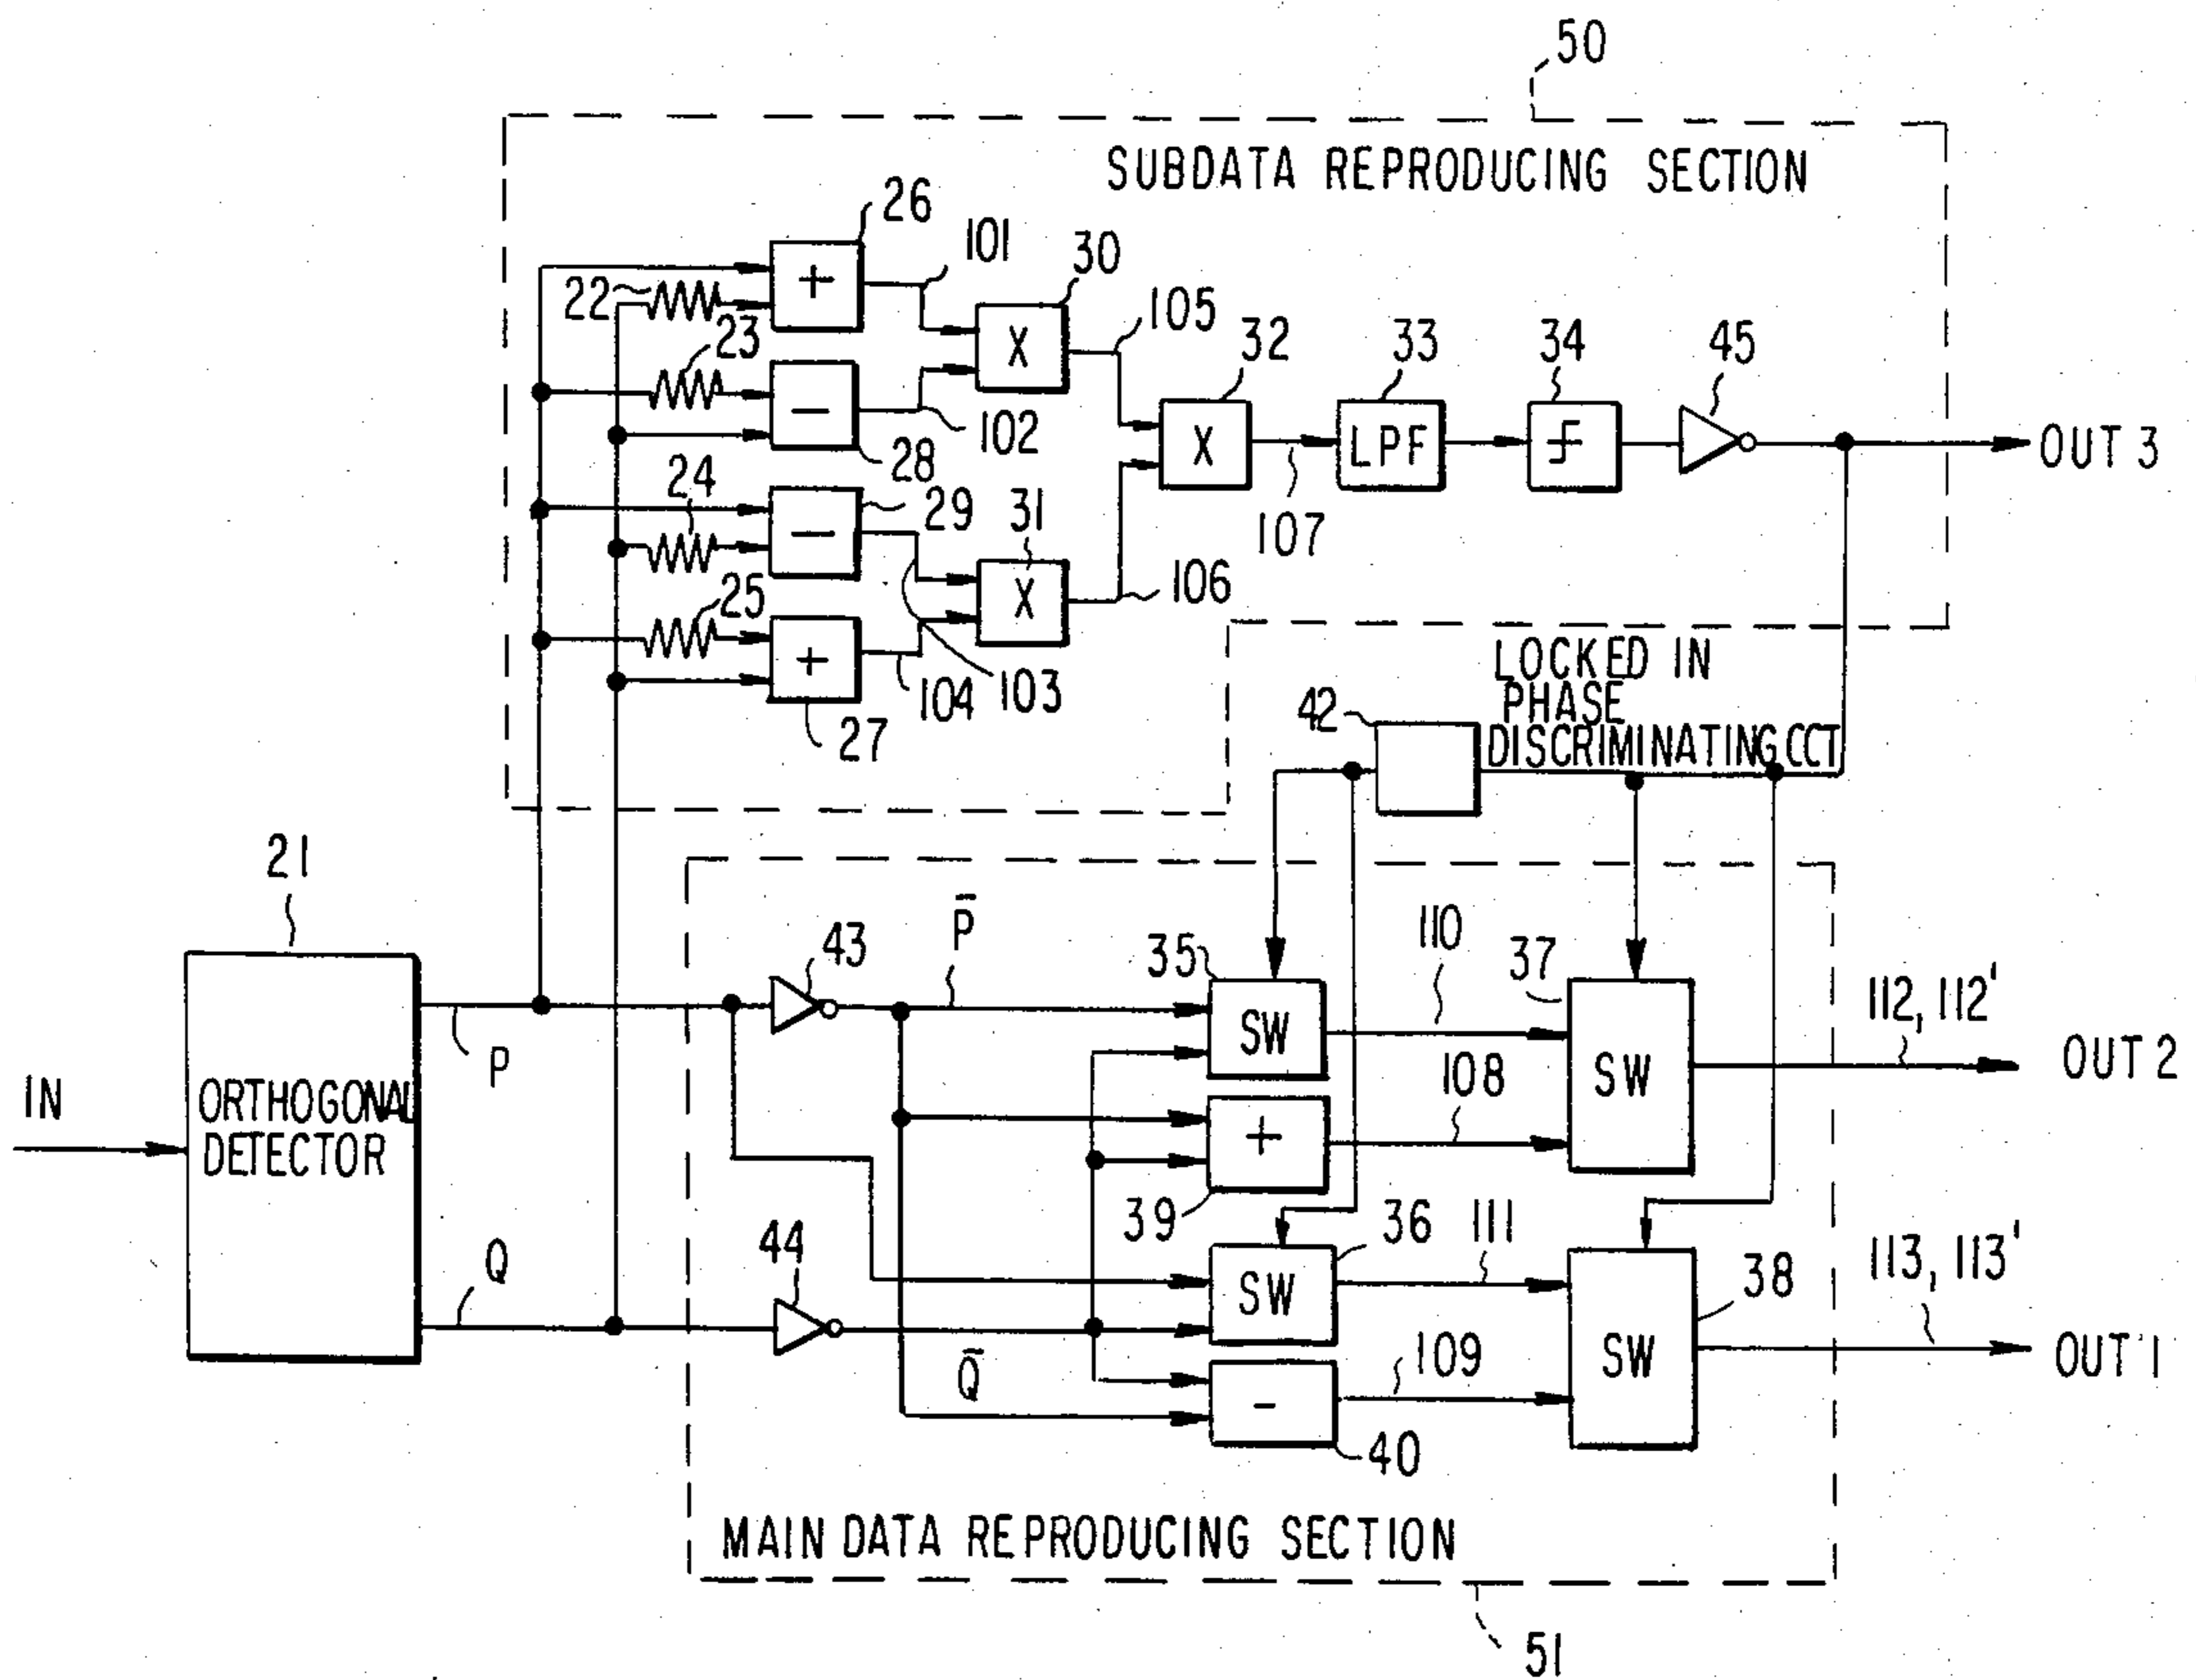 50
SUBDATA REPRODUCING SECTION
26
101
30
22
+
105
X
23
32
33
34
45
−
102
X
LPF
OUT 3
28
24
29
31
107
−
X
106
25
+
104
103
27
LOCKED IN
PHASE
DISCRIMINATING CCT
42
21
P̄
43
35
110
37
112, 112'
P
SW
OUT 2
IN
ORTHOGONAL
DETECTOR
108
SW
+
39
36
111
Q
44
SW
38
113, 113'
Q̄
109
SW
OUT 1
-
40
MAIN DATA REPRODUCING SECTION
51